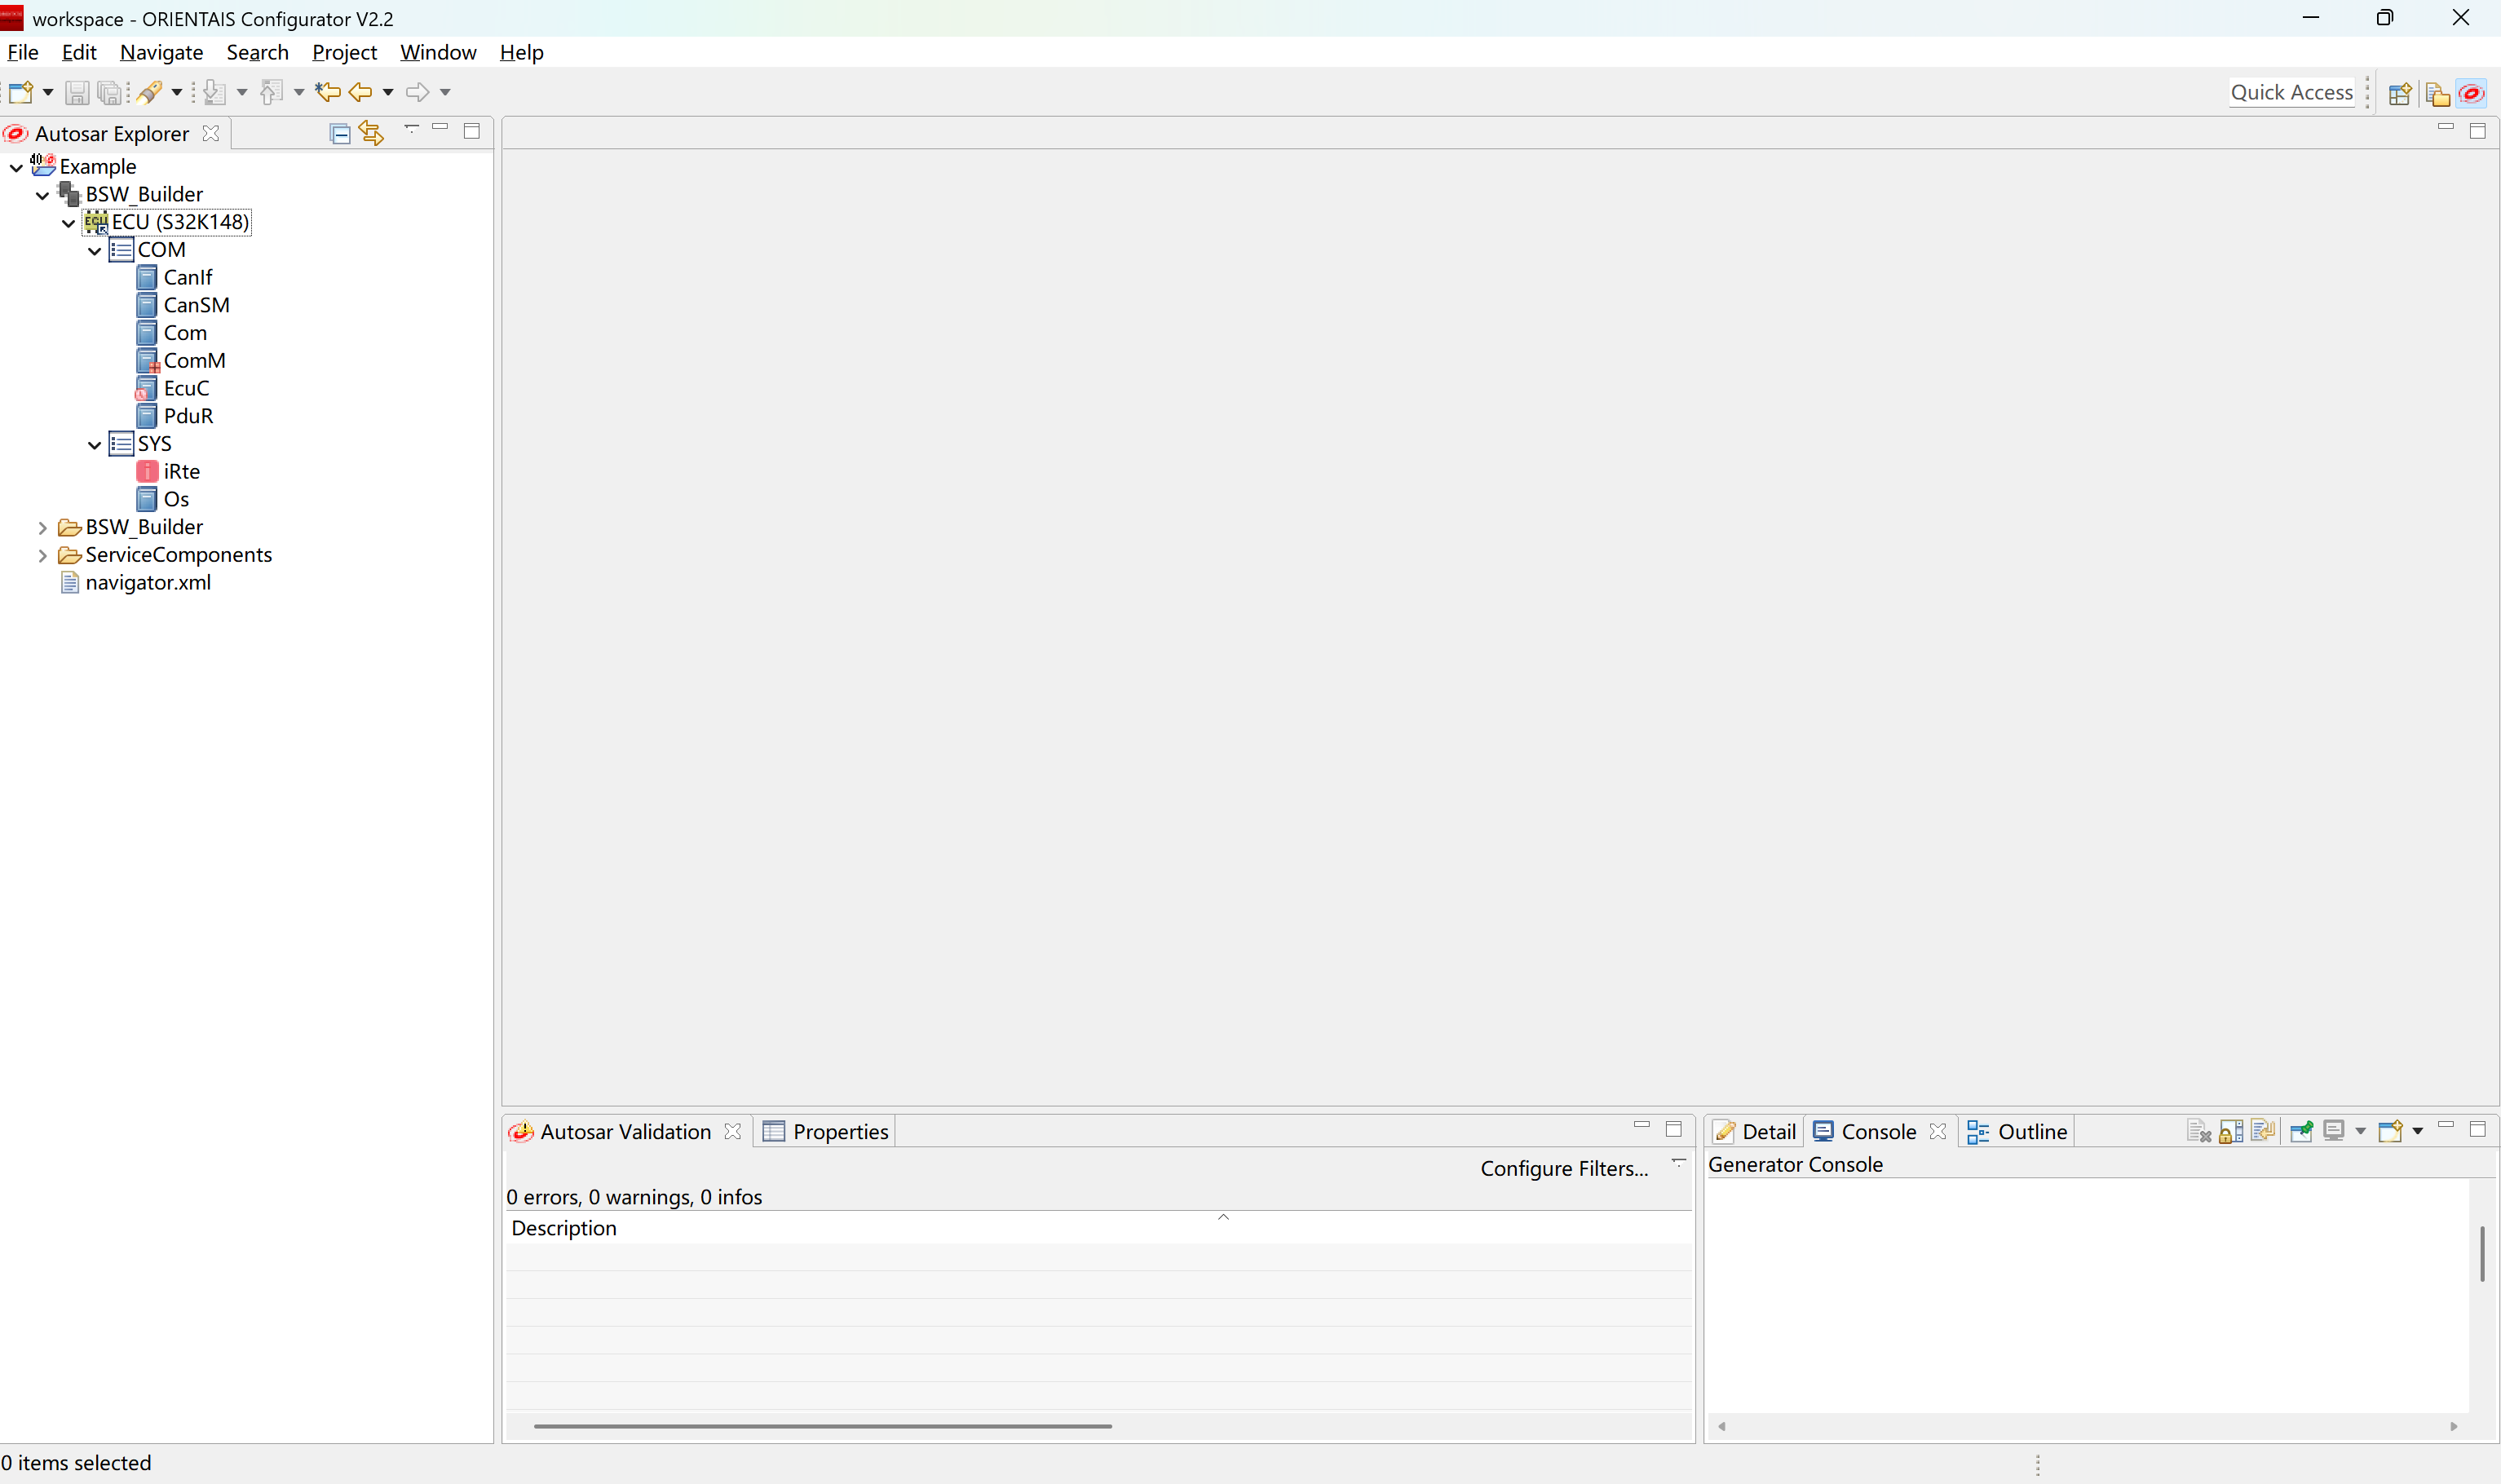 workspace - ORIENTAIS Configurator V2.2
File Edit Navigate Search Project Window Help
Quick Access
Autosar Explorer
Example
BSW_Builder
ECU (S32K148)
COM
CanIf
CanSM
Com
ComM
EcuC
PduR
SYS
iRte
Os
BSW_Builder
ServiceComponents
navigator.xml
Autosar Validation Properties
Configure Filters...
0 errors, 0 warnings, 0 infos
Description
Detail Console Outline
Generator Console
0 items selected